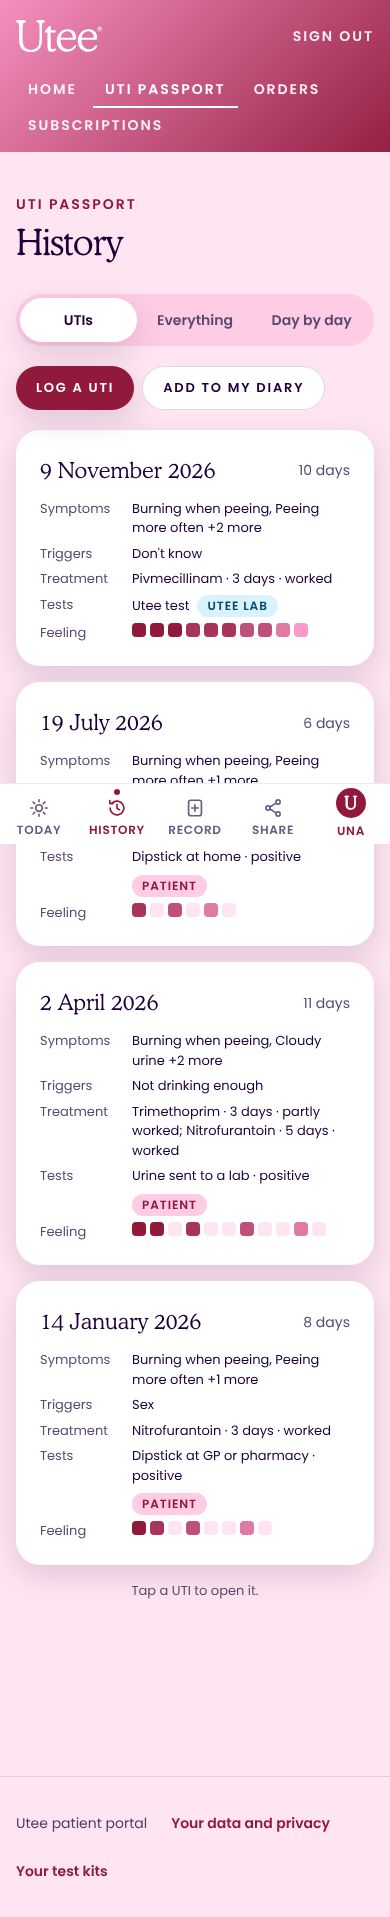 Utee®
SIGN OUT
HOME
UTI PASSPORT
ORDERS
SUBSCRIPTIONS
UTI PASSPORT
History
UTIs
Everything
Day by day
LOG A UTI
ADD TO MY DIARY
9 November 2026
10 days
Symptoms
Burning when peeing, Peeing
more often +2 more
Triggers
Don't know
Treatment
Pivmecillinam · 3 days · worked
Tests
Utee test
UTEE LAB
Feeling
19 July 2026
6 days
Symptoms
Burning when peeing, Peeing
more often +1 more
TODAY
HISTORY
RECORD
SHARE
U
UNA
Tests
Dipstick at home · positive
PATIENT
Feeling
2 April 2026
11 days
Symptoms
Burning when peeing, Cloudy
urine +2 more
Triggers
Not drinking enough
Treatment
Trimethoprim · 3 days · partly
worked; Nitrofurantoin · 5 days ·
worked
Tests
Urine sent to a lab · positive
PATIENT
Feeling
14 January 2026
8 days
Symptoms
Burning when peeing, Peeing
more often +1 more
Triggers
Sex
Treatment
Nitrofurantoin · 3 days · worked
Tests
Dipstick at GP or pharmacy ·
positive
PATIENT
Feeling
Tap a UTI to open it.
Utee patient portal
Your data and privacy
Your test kits